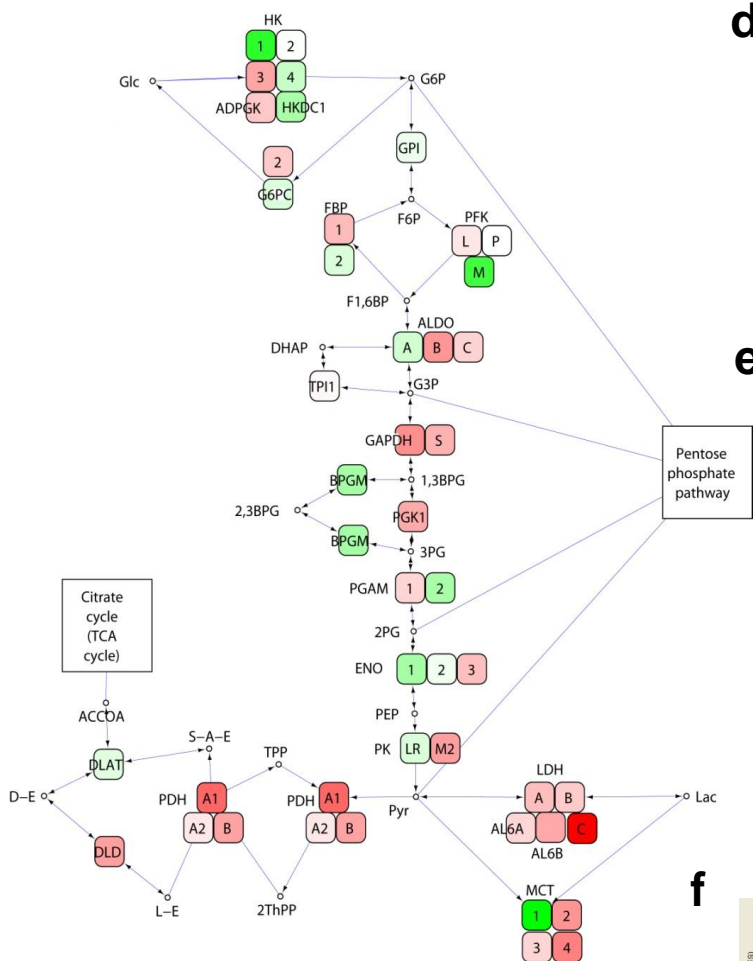 d
HK
1 2
Glc 3 4 G6P
ADPGK HKDC1
GPI
2
G6PC
F6P
FBP PFK
1 L P
2 M
F1,6BP
ALDO
DHAP A B C
TPI1 G3P
e
GAPDH S
Pentose
phosphate
pathway
BPGM 1,3BPG
2,3BPG PGK1
BPGM 3PG
PGAM 1 2
Citrate
cycle
(TCA
cycle)
2PG
ENO 1 2 3
ACCOA PEP
S–A–E PK LR M2
DLAT TPP
LDH
D–E PDH A1 PDH A1 Pyr A B Lac
A2 B A2 B AL6A C
DLD AL6B
L–E 2ThPP
f
MCT
1 2
3 4